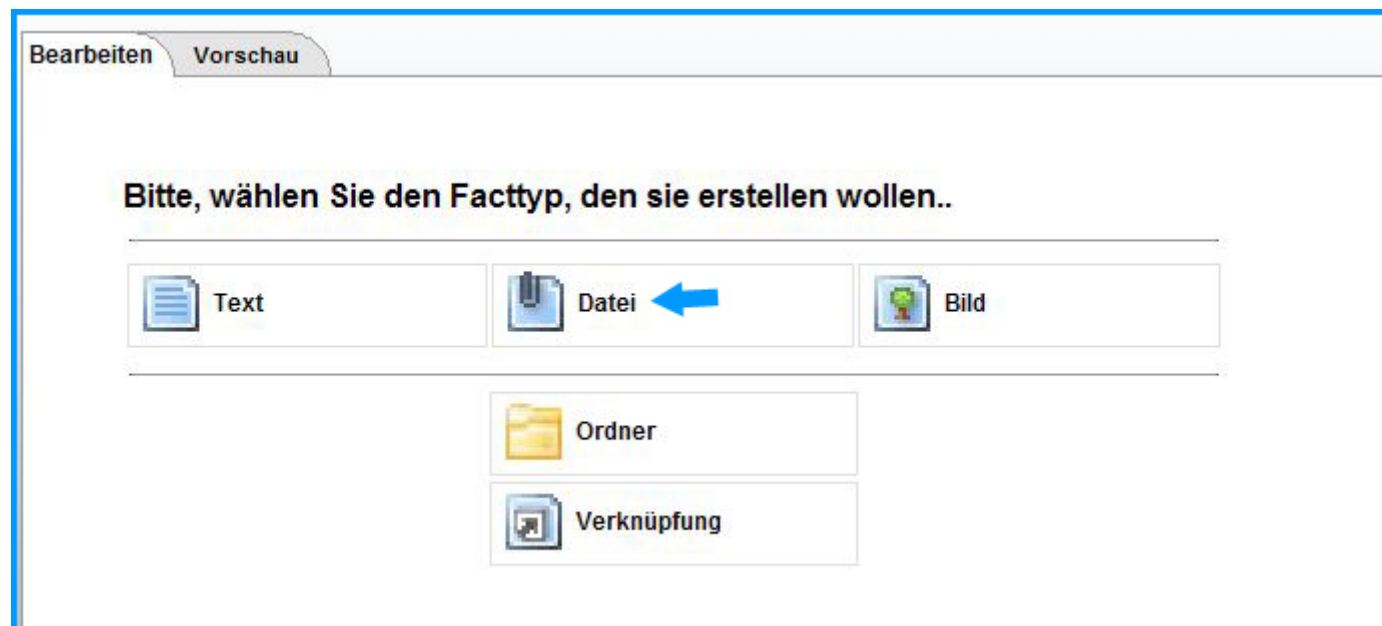 Bearbeiten Vorschau
Bitte, wählen Sie den Facttyp, den sie erstellen wollen..
Text Datei Bild
Ordner
Verknüpfung